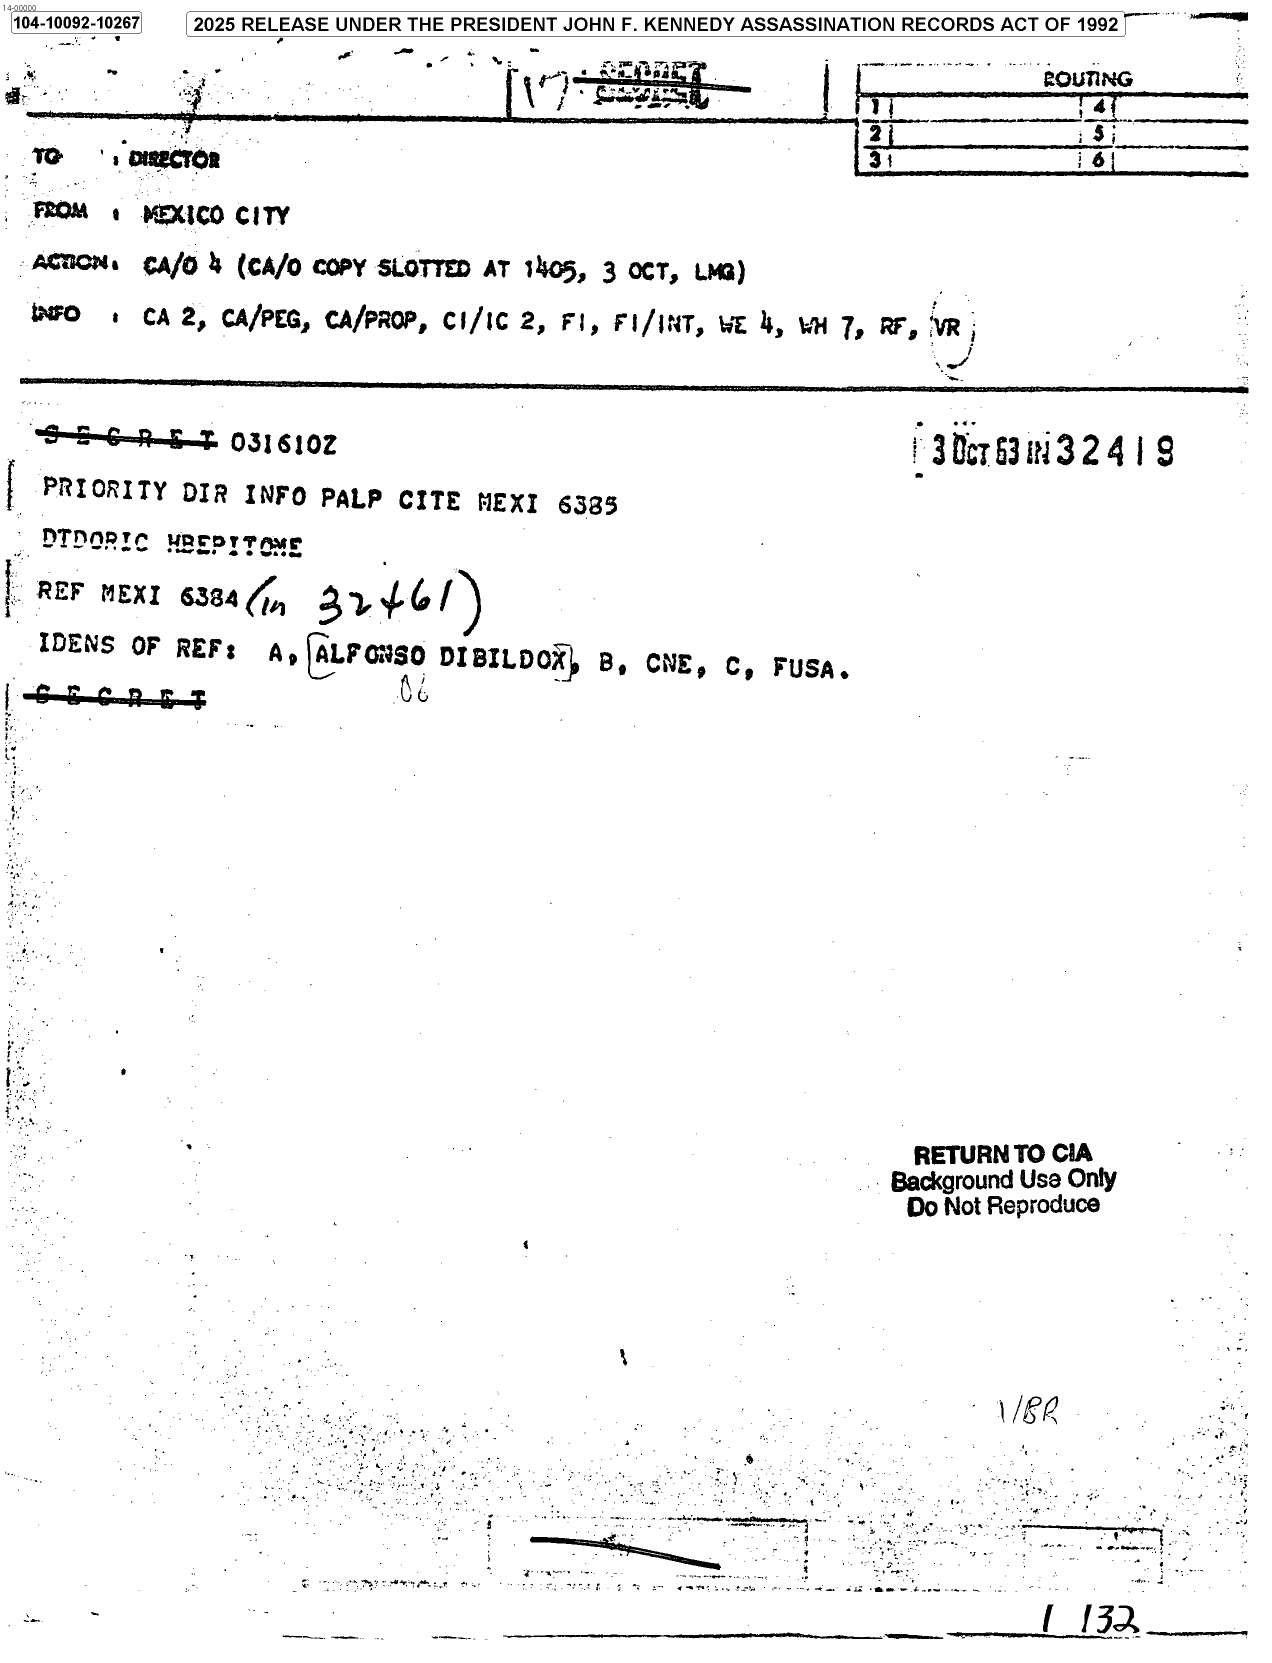 14-00000
104-10092-10267
2025 RELEASE UNDER THE PRESIDENT JOHN F. KENNEDY ASSASSINATION RECORDS ACT OF 1992
17 SECRET
ROUTING
1 4
2 5
3 6
TO : DIRECTOR
FROM : MEXICO CITY
ACTION: CA/O 4 (CA/O COPY SLOTTED AT 1405, 3 OCT, LMG)
INFO : CA 2, CA/PEG, CA/PROP, CI/IC 2, FI, FI/INT, WE 4, WH 7, RF, VR
S E C R E T 031610Z
3 OCT 63 IN 32419
PRIORITY DIR INFO PALP CITE MEXI 6385
DTDORIC HBEPITOME
REF MEXI 6384 (in 32461)
IDENS OF REF: A, ALFONSO DIBILDOX, B, CNE, C, FUSA.
06
S E C R E T
RETURN TO CIA
Background Use Only
Do Not Reproduce
1/BR
1 132